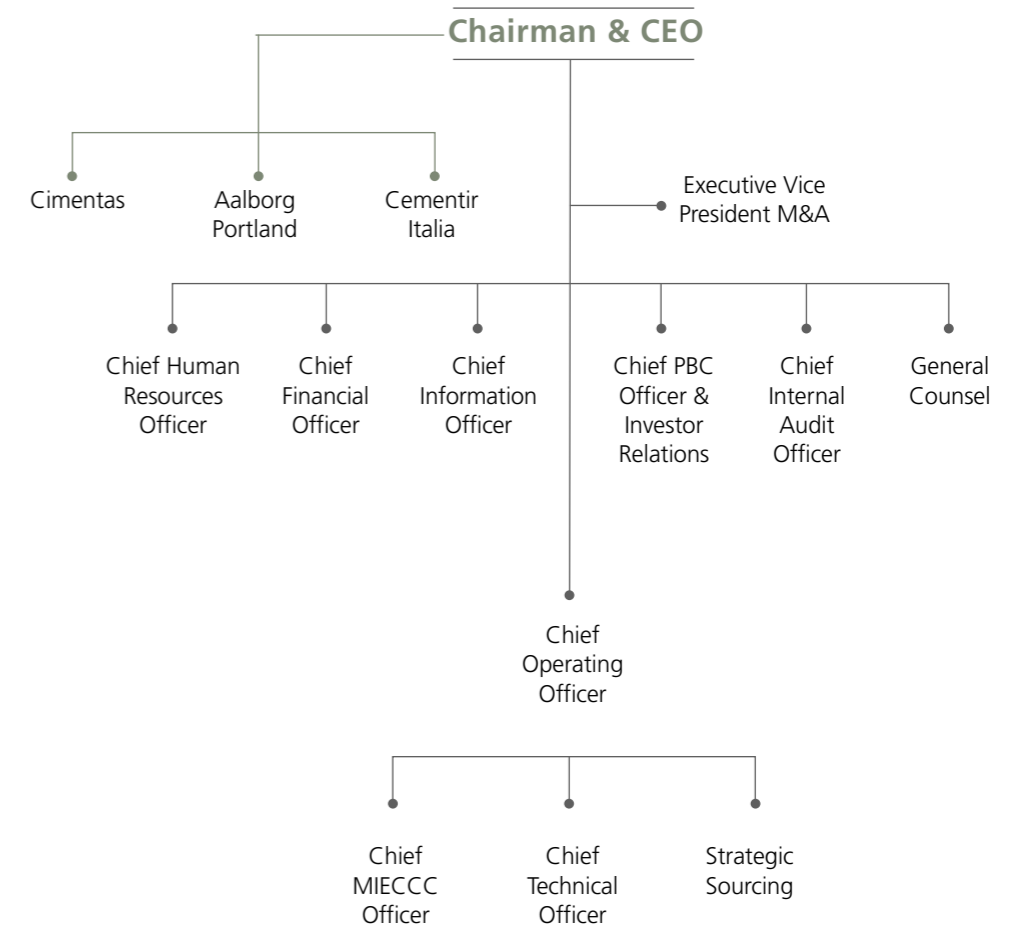 Chairman & CEO
Cimentas
Aalborg
Portland
Cementir
Italia
Executive Vice
President M&A
Chief Human
Resources
Officer
Chief
Financial
Officer
Chief
Information
Officer
Chief PBC
Officer &
Investor
Relations
Chief
Internal
Audit
Officer
General
Counsel
Chief
Operating
Officer
Chief
MIECCC
Officer
Chief
Technical
Officer
Strategic
Sourcing